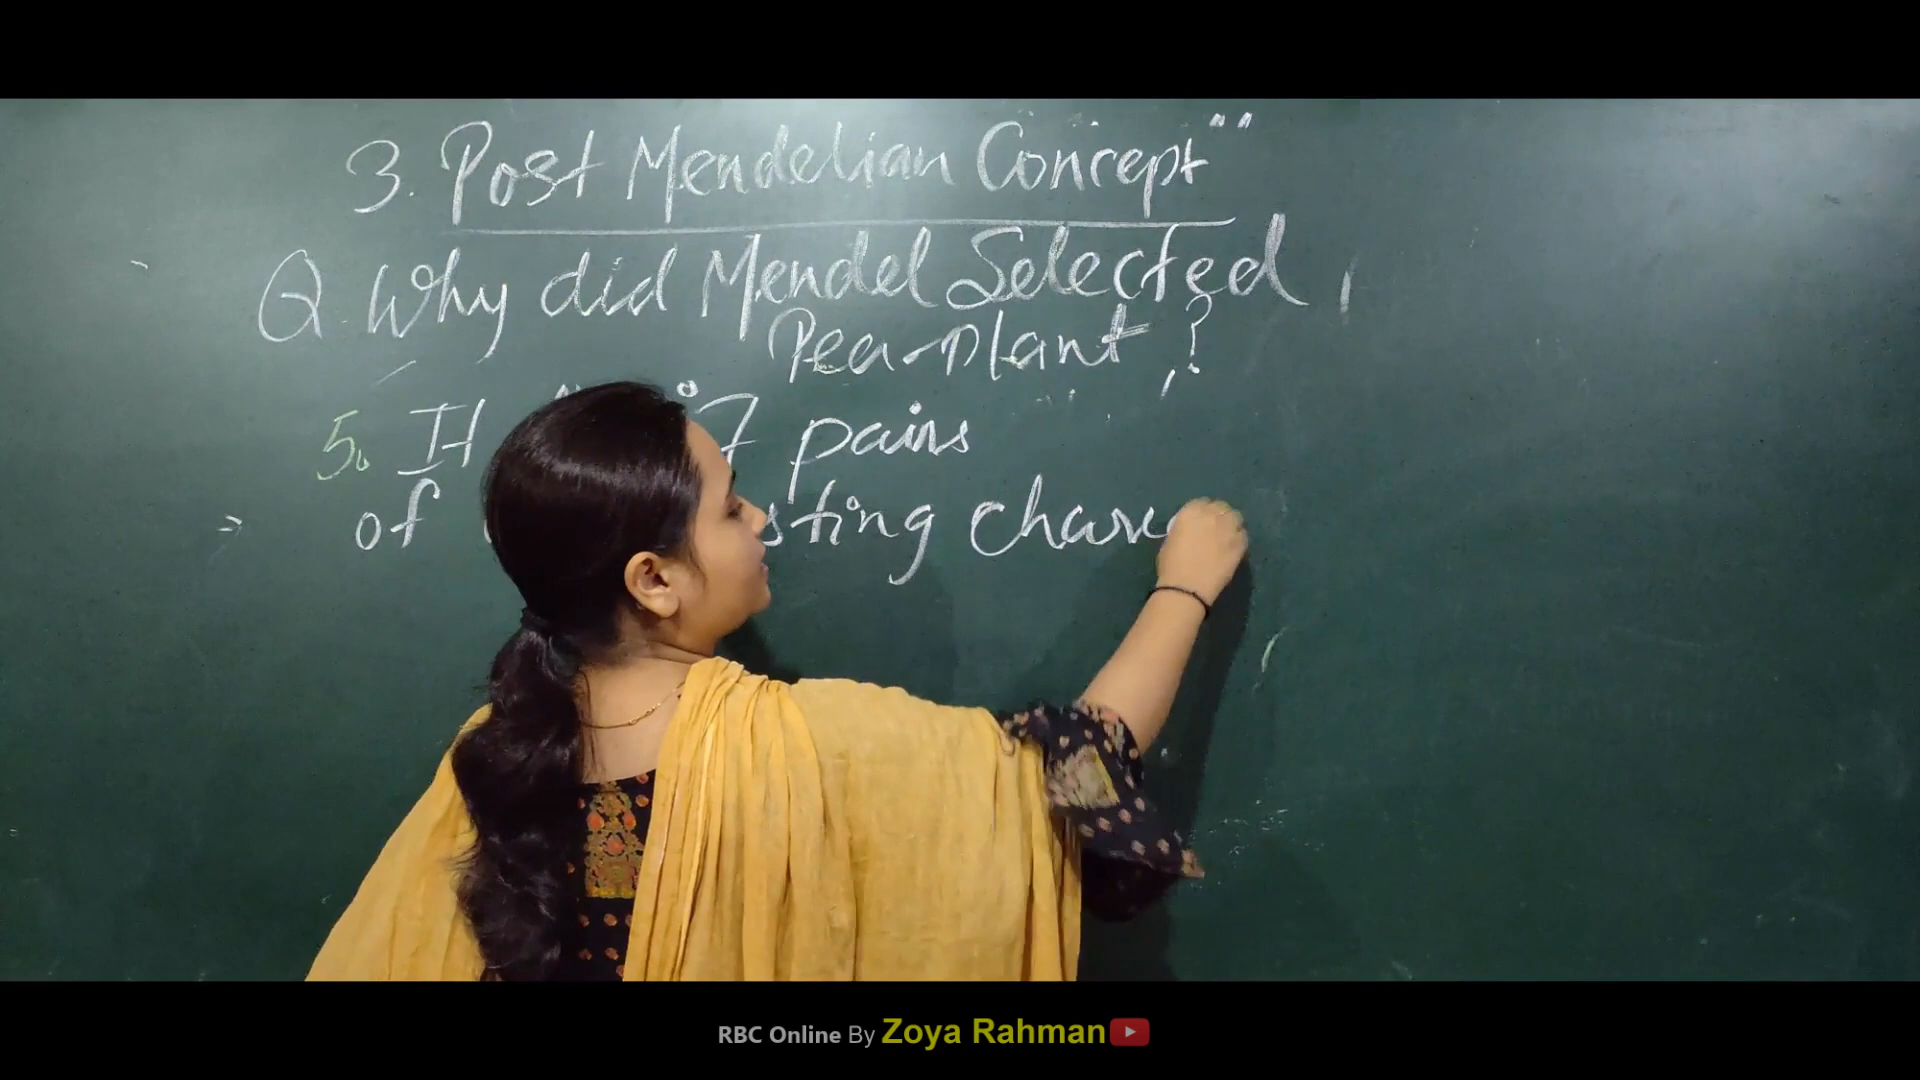 3. Post Mendelian Concept"
Q. Why did Mendel Selected
Pea-plant ?
5. It 7 pairs
of sting charc
RBC Online By Zoya Rahman